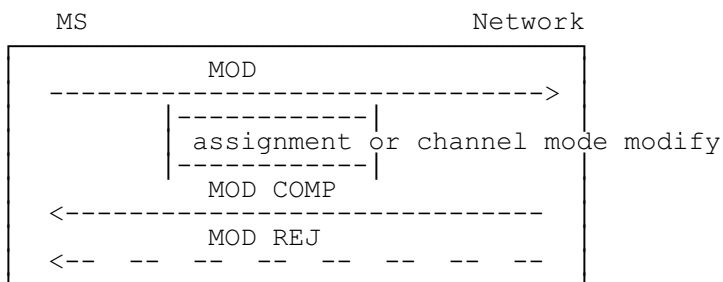 MS Network
MOD
------------------------------->
|------------|
assignment or channel mode modify
|------------|
MOD COMP
<------------------------------
MOD REJ
<-- -- -- -- -- -- -- --